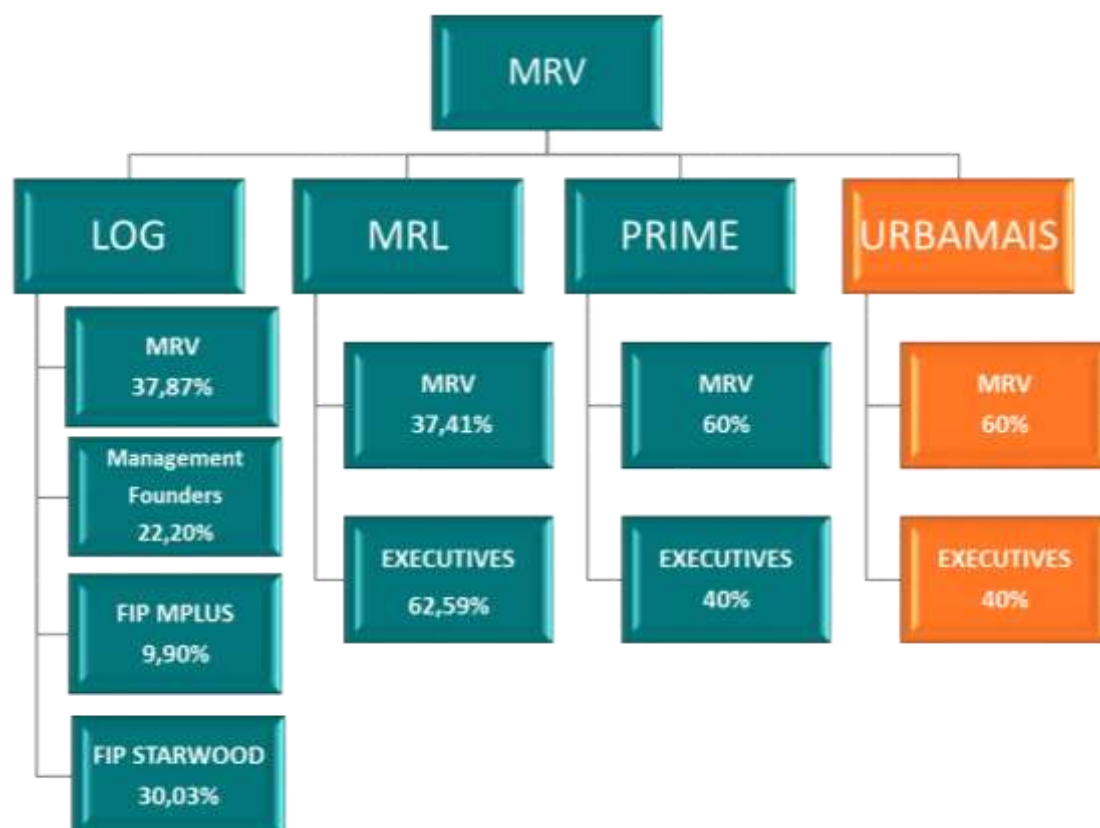 MRV
LOG
MRL
PRIME
URBAMAIS
MRV
37,87%
Management
Founders
22,20%
FIP MPLUS
9,90%
FIP STARWOOD
30,03%
MRV
37,41%
EXECUTIVES
62,59%
MRV
60%
EXECUTIVES
40%
MRV
60%
EXECUTIVES
40%